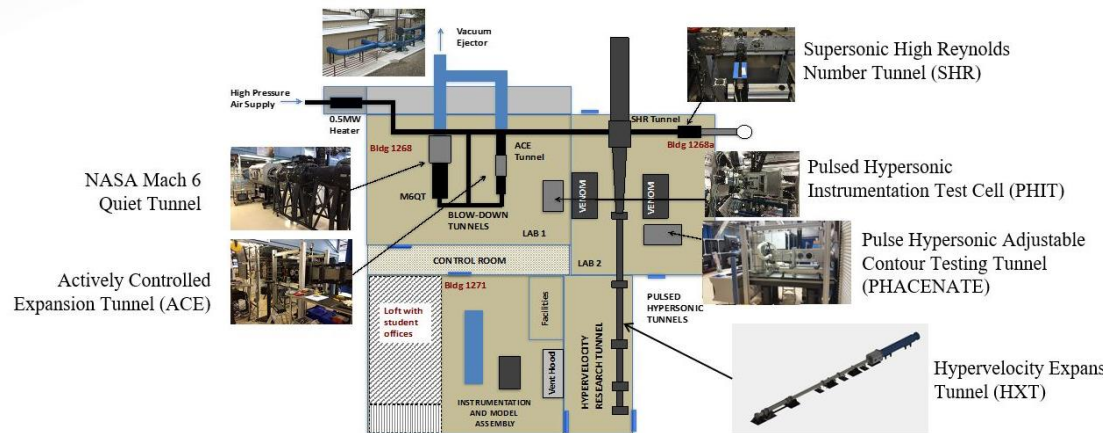 Vacuum
Ejector
High Pressure
Air Supply
0.5MW
Heater
Bldg 1268
ACE
Tunnel
M6QT
BLOW-DOWN
TUNNELS
LAB 1
SHR Tunnel
Bldg 1268a
VENOM
VENOM
LAB 2
CONTROL ROOM
Bldg 1271
Loft with
student
offices
Facilities
Vent Hood
INSTRUMENTATION
AND MODEL
ASSEMBLY
HYPERVELOCITY
RESEARCH TUNNEL
PULSED
HYPERSONIC
TUNNELS
NASA Mach 6
Quiet Tunnel
Actively Controlled
Expansion Tunnel (ACE)
Supersonic High Reynolds
Number Tunnel (SHR)
Pulsed Hypersonic
Instrumentation Test Cell (PHIT)
Pulse Hypersonic Adjustable
Contour Testing Tunnel
(PHACENATE)
Hypervelocity Expans
Tunnel (HXT)